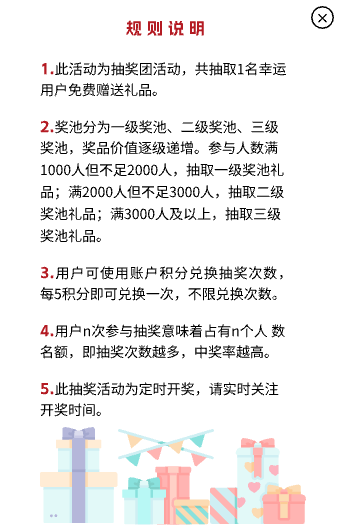 规则说明
1.此活动为抽奖团活动，共抽取1名幸运
用户免费赠送礼品。
2.奖池分为一级奖池、二级奖池、三级
奖池，奖品价值逐级递增。参与人数满
1000人但不足2000人，抽取一级奖池礼
品；满2000人但不足3000人，抽取二级
奖池礼品；满3000人及以上，抽取三级
奖池礼品。
3.用户可使用账户积分兑换抽奖次数，
每5积分即可兑换一次，不限兑换次数。
4.用户n次参与抽奖意味着占有n个人 数
名额，即抽奖次数越多，中奖率越高。
5.此抽奖活动为定时开奖，请实时关注
开奖时间。